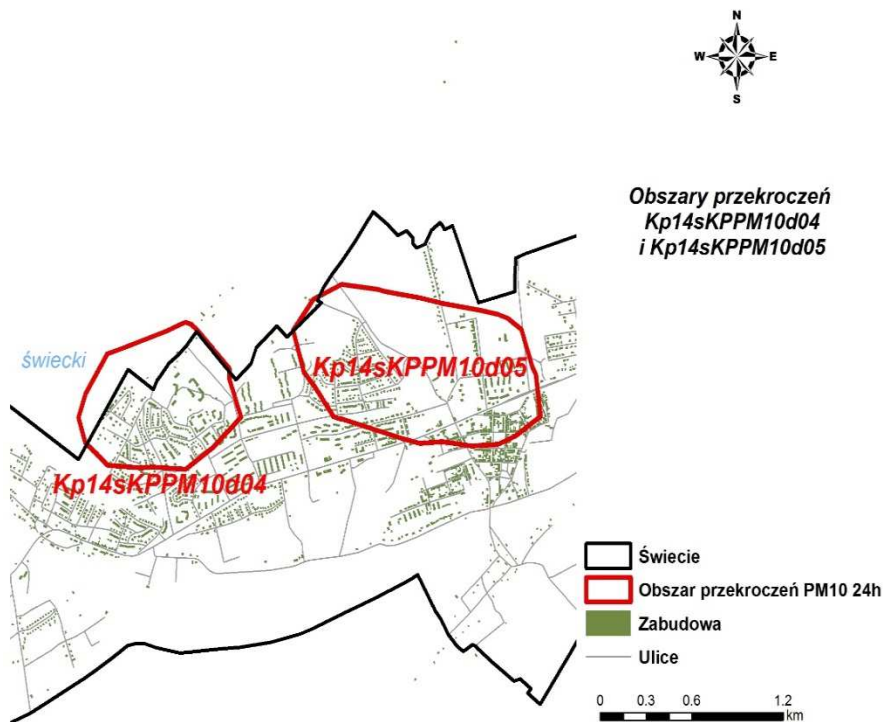 N
W E
S
Obszary przekroczeń
Kp14sKPPM10d04
i Kp14sKPPM10d05
świecki
Kp14sKPPM10d05
Kp14sKPPM10d04
Świecie
Obszar przekroczeń PM10 24h
Zabudowa
Ulice
0 0.3 0.6 1.2
km